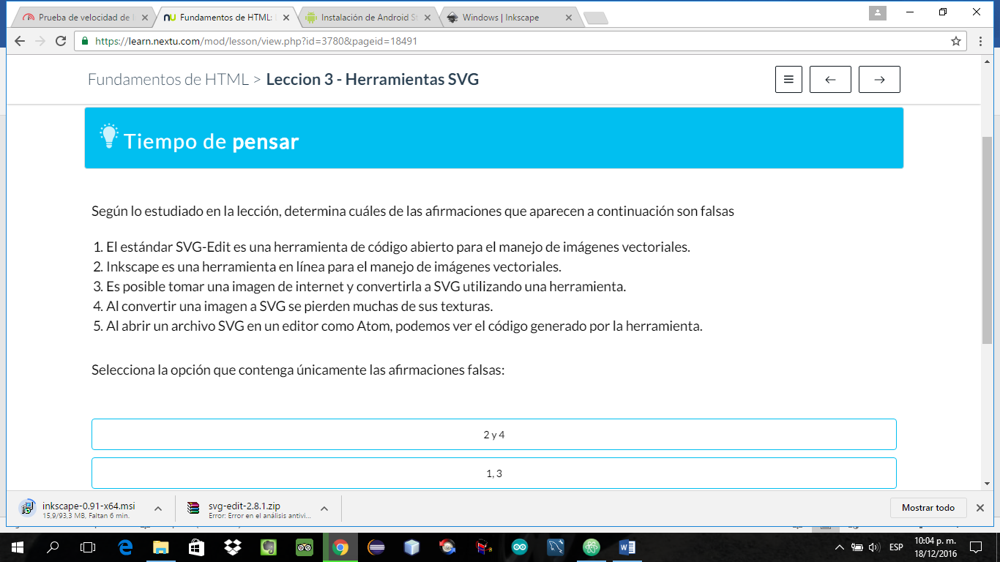 Prueba de velocidad de
Fundamentos de HTML:
Instalación de Android St
Windows | Inkscape
https://learn.nextu.com/mod/lesson/view.php?id=3780&pageid=18491
Fundamentos de HTML > Leccion 3 - Herramientas SVG
Tiempo de pensar
Según lo estudiado en la lección, determina cuáles de las afirmaciones que aparecen a continuación son falsas
1. El estándar SVG-Edit es una herramienta de código abierto para el manejo de imágenes vectoriales.
2. Inkscape es una herramienta en línea para el manejo de imágenes vectoriales.
3. Es posible tomar una imagen de internet y convertirla a SVG utilizando una herramienta.
4. Al convertir una imagen a SVG se pierden muchas de sus texturas.
5. Al abrir un archivo SVG en un editor como Atom, podemos ver el código generado por la herramienta.
Selecciona la opción que contenga únicamente las afirmaciones falsas:
2 y 4
1, 3
inkscape-0.91-x64.msi
15,9/93,3 MB, Faltan 6 min.
svg-edit-2.8.1.zip
Error: Error en el análisis antivi...
Mostrar todo
ESP
10:04 p. m.
18/12/2016